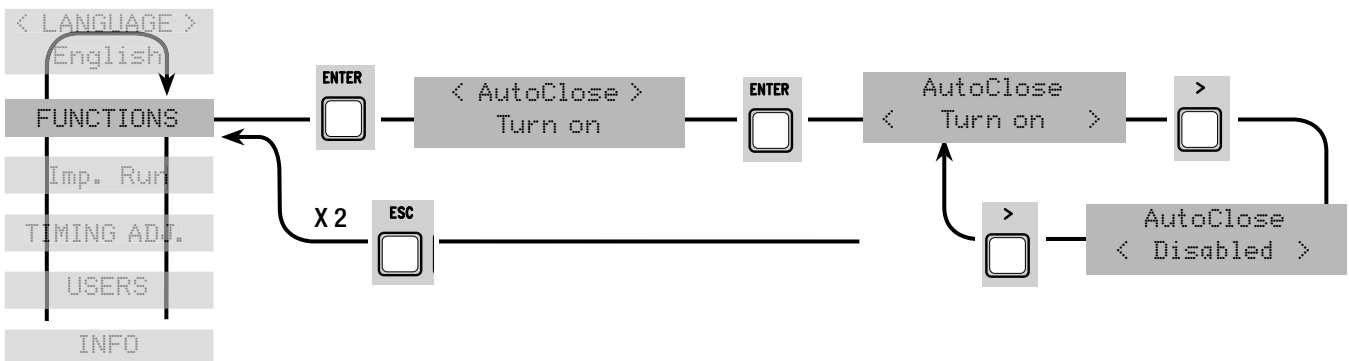 < LANGUAGE >
English
FUNCTIONS
Imp. Run
TIMING ADJ.
USERS
INFO
ENTER
< AutoClose >
Turn on
ENTER
AutoClose
< Turn on >
>
AutoClose
< Disabled >
>
ESC
X 2